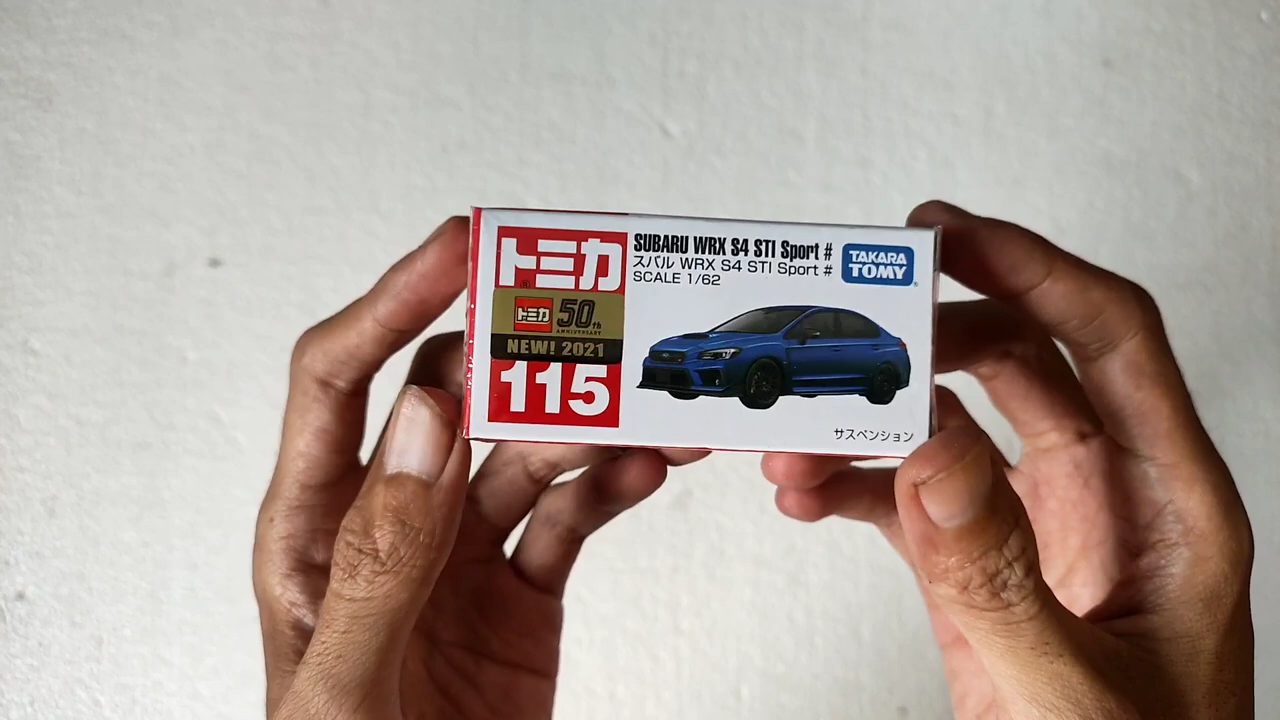 トミカ
トミカ 50th
ANNIVERSARY
NEW! 2021
115
SUBARU WRX S4 STI Sport #
スバル WRX S4 STI Sport #
SCALE 1/62
TAKARA
TOMY
サスペンション